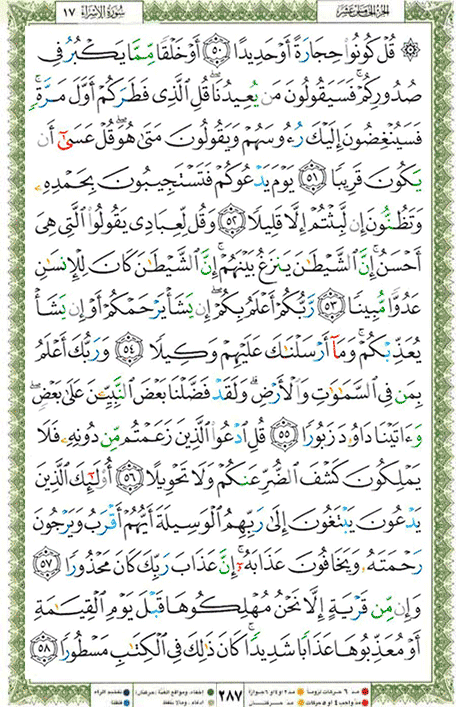 الجزء الخامس عشر سورة الإسراء ١٧
۞ قُلْ كُونُوا۟ حِجَارَةً أَوْ حَدِيدًا ٥٠ أَوْ خَلْقًا مِّمَّا يَكْبُرُ فِى
صُدُورِكُمْ ۚ فَسَيَقُولُونَ مَن يُعِيدُنَا ۖ قُلِ ٱلَّذِى فَطَرَكُمْ أَوَّلَ مَرَّةٍ ۚ
فَسَيُنْغِضُونَ إِلَيْكَ رُءُوسَهُمْ وَيَقُولُونَ مَتَىٰ هُوَ ۖ قُلْ عَسَىٰٓ أَن
يَكُونَ قَرِيبًا ٥١ يَوْمَ يَدْعُوكُمْ فَتَسْتَجِيبُونَ بِحَمْدِهِۦ
وَتَظُنُّونَ إِن لَّبِثْتُمْ إِلَّا قَلِيلًا ٥٢ وَقُل لِّعِبَادِى يَقُولُوا۟ ٱلَّتِى هِىَ
أَحْسَنُ ۚ إِنَّ ٱلشَّيْطَـٰنَ يَنزَغُ بَيْنَهُمْ ۚ إِنَّ ٱلشَّيْطَـٰنَ كَانَ لِلْإِنسَـٰنِ
عَدُوًّا مُّبِينًا ٥٣ رَّبُّكُمْ أَعْلَمُ بِكُمْ ۖ إِن يَشَأْ يَرْحَمْكُمْ أَوْ إِن يَشَأْ
يُعَذِّبْكُمْ ۚ وَمَآ أَرْسَلْنَـٰكَ عَلَيْهِمْ وَكِيلًا ٥٤ وَرَبُّكَ أَعْلَمُ
بِمَن فِى ٱلسَّمَـٰوَٰتِ وَٱلْأَرْضِ ۗ وَلَقَدْ فَضَّلْنَا بَعْضَ ٱلنَّبِيِّـۧنَ عَلَىٰ بَعْضٍ ۖ
وَءَاتَيْنَا دَاوُۥدَ زَبُورًا ٥٥ قُلِ ٱدْعُوا۟ ٱلَّذِينَ زَعَمْتُم مِّن دُونِهِۦ فَلَا
يَمْلِكُونَ كَشْفَ ٱلضُّرِّ عَنكُمْ وَلَا تَحْوِيلًا ٥٦ أُو۟لَـٰٓئِكَ ٱلَّذِينَ
يَدْعُونَ يَبْتَغُونَ إِلَىٰ رَبِّهِمُ ٱلْوَسِيلَةَ أَيُّهُمْ أَقْرَبُ وَيَرْجُونَ
رَحْمَتَهُۥ وَيَخَافُونَ عَذَابَهُۥٓ ۚ إِنَّ عَذَابَ رَبِّكَ كَانَ مَحْذُورًا ٥٧
وَإِن مِّن قَرْيَةٍ إِلَّا نَحْنُ مُهْلِكُوهَا قَبْلَ يَوْمِ ٱلْقِيَـٰمَةِ
أَوْ مُعَذِّبُوهَا عَذَابًا شَدِيدًا ۚ كَانَ ذَٰلِكَ فِى ٱلْكِتَـٰبِ مَسْطُورًا ٥٨
٢٨٧